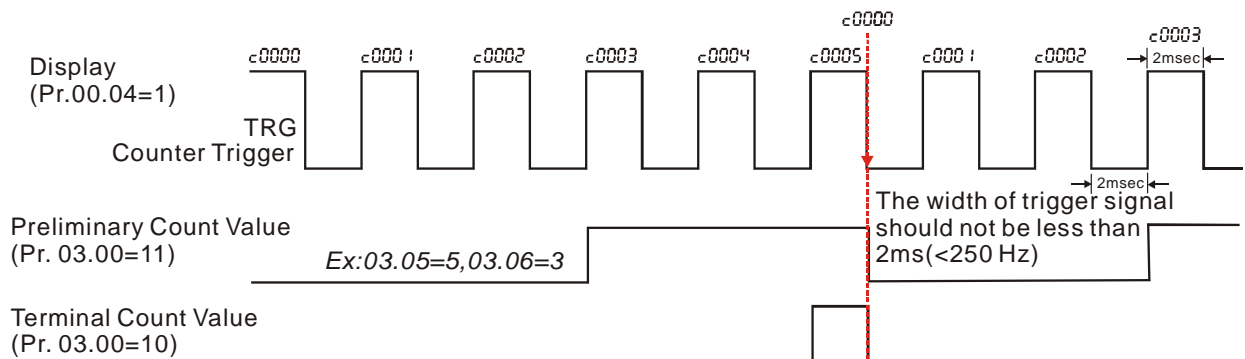 c0000
c0000 c0001 c0002 c0003 c0004 c0005 c0001 c0002 c0003
Display
(Pr.00.04=1)
2msec
TRG
Counter Trigger
2msec
Preliminary Count Value
(Pr. 03.00=11)
Ex:03.05=5,03.06=3
The width of trigger signal
should not be less than
2ms(<250 Hz)
Terminal Count Value
(Pr. 03.00=10)